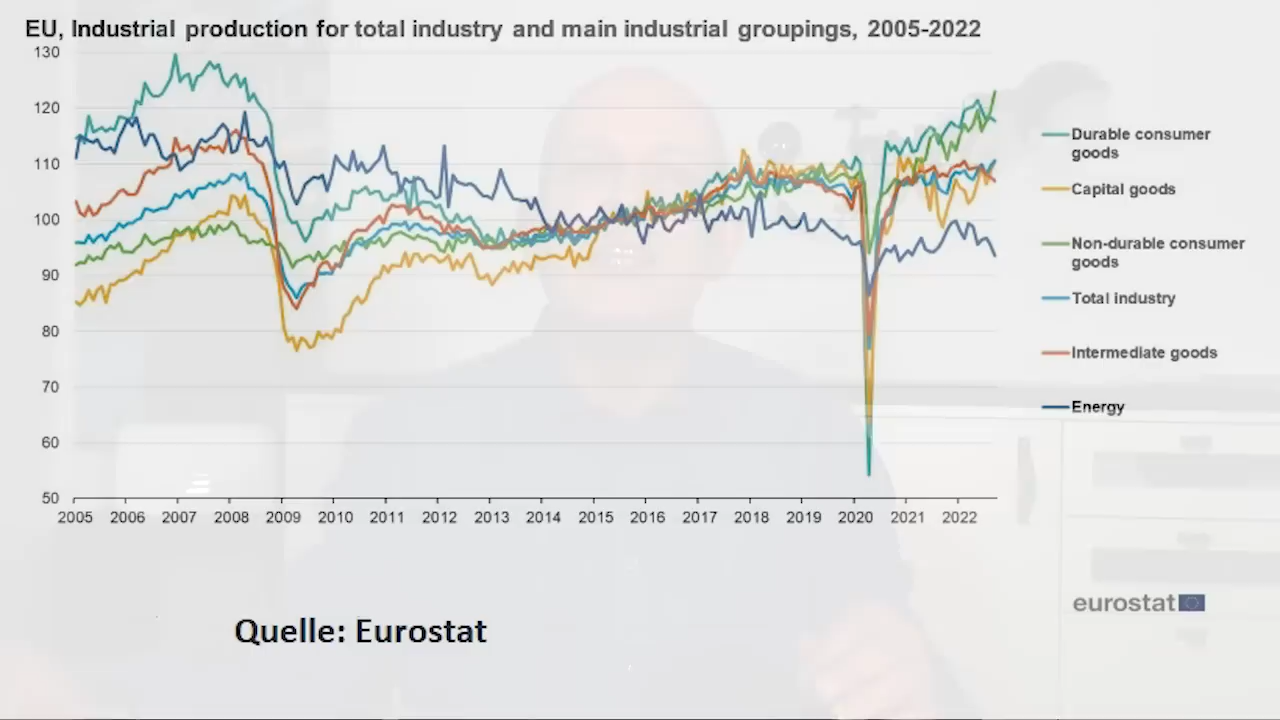 EU, Industrial production for total industry and main industrial groupings, 2005-2022
130
120
110
100
90
80
70
60
50
2005 2006 2007 2008 2009 2010 2011 2012 2013 2014 2015 2016 2017 2018 2019 2020 2021 2022
Durable consumer
goods
Capital goods
Non-durable consumer
goods
Total industry
Intermediate goods
Energy
eurostat
Quelle: Eurostat